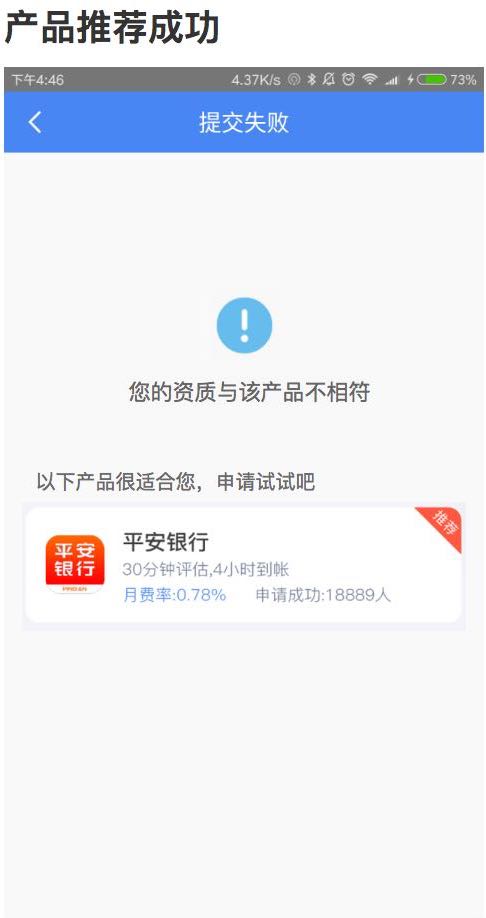 产品推荐成功
下午4:46 4.37K/s 73%
提交失败
您的资质与该产品不相符
以下产品很适合您，申请试试吧
推荐
平安银行
平安
银行
PINGAN
30分钟评估,4小时到帐
月费率:0.78% 申请成功:18889人